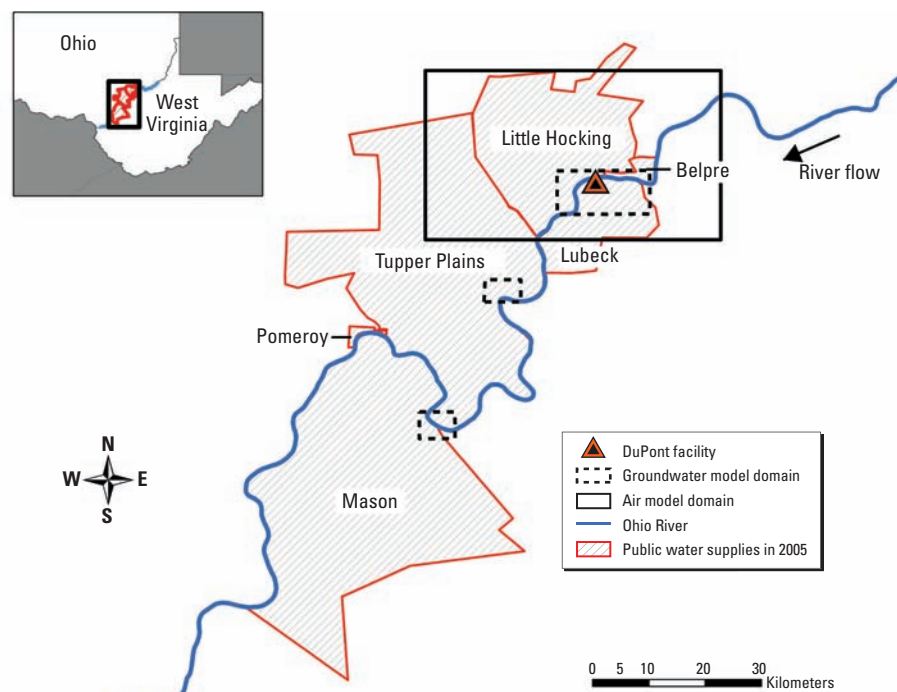 Ohio
West
Virginia
Little Hocking
Belpre
River flow
Tupper Plains
Lubeck
Pomeroy
Mason
N
W E
S
DuPont facility
Groundwater model domain
Air model domain
Ohio River
Public water supplies in 2005
0 5 10 20 30
Kilometers